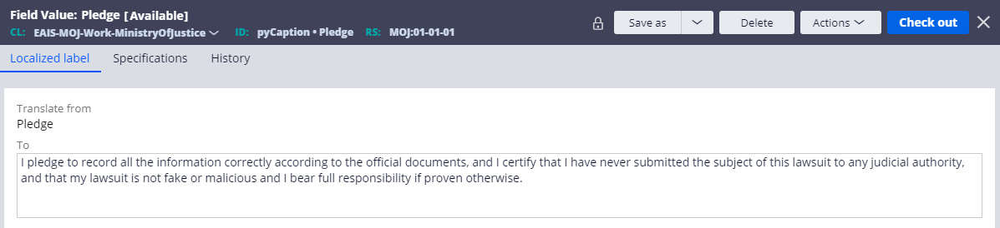 Field Value: Pledge [Available]
CL: EAIS-MOJ-Work-MinistryOfJustice ID: pyCaption • Pledge RS: MOJ:01-01-01
Save as Delete Actions Check out
Localized label Specifications History
Translate from
Pledge
To
I pledge to record all the information correctly according to the official documents, and I certify that I have never submitted the subject of this lawsuit to any judicial authority,
and that my lawsuit is not fake or malicious and I bear full responsibility if proven otherwise.